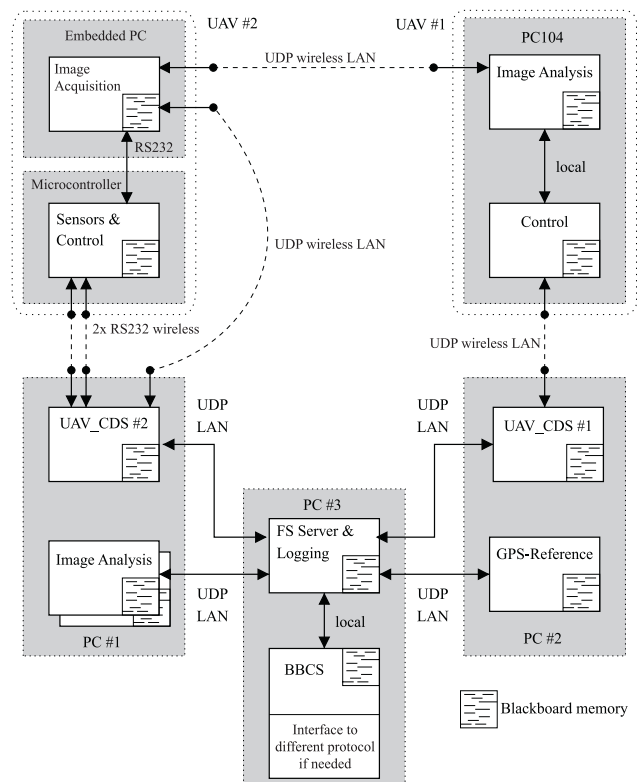 UAV #2
UAV #1
Embedded PC
PC104
Image
Acquisition
UDP wireless LAN
Image Analysis
RS232
local
Microcontroller
Sensors &
Control
Control
UDP wireless LAN
2x RS232 wireless
UDP wireless LAN
UAV_CDS #2
UDP
LAN
UDP
LAN
UAV_CDS #1
PC #3
FS Server &
Logging
Image Analysis
GPS-Reference
UDP
LAN
UDP
LAN
PC #1
PC #2
local
BBCS
Interface to
different protocol
if needed
Blackboard memory